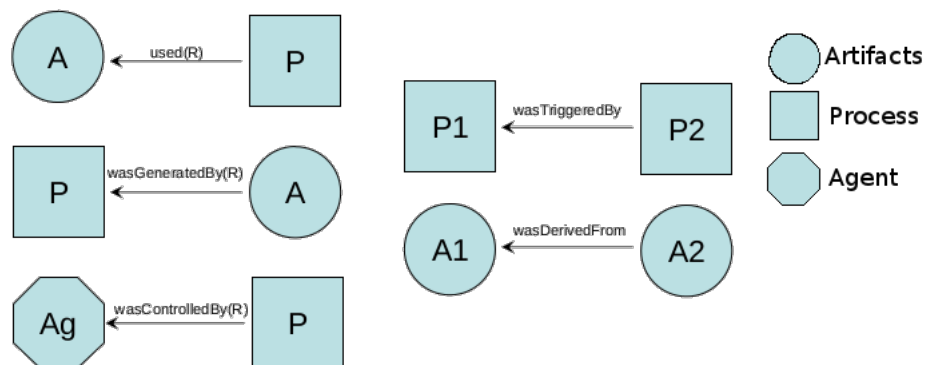 A
used(R)
P
P
wasGeneratedBy(R)
A
Ag
wasControlledBy(R)
P
P1
wasTriggeredBy
P2
A1
wasDerivedFrom
A2
Artifacts
Process
Agent